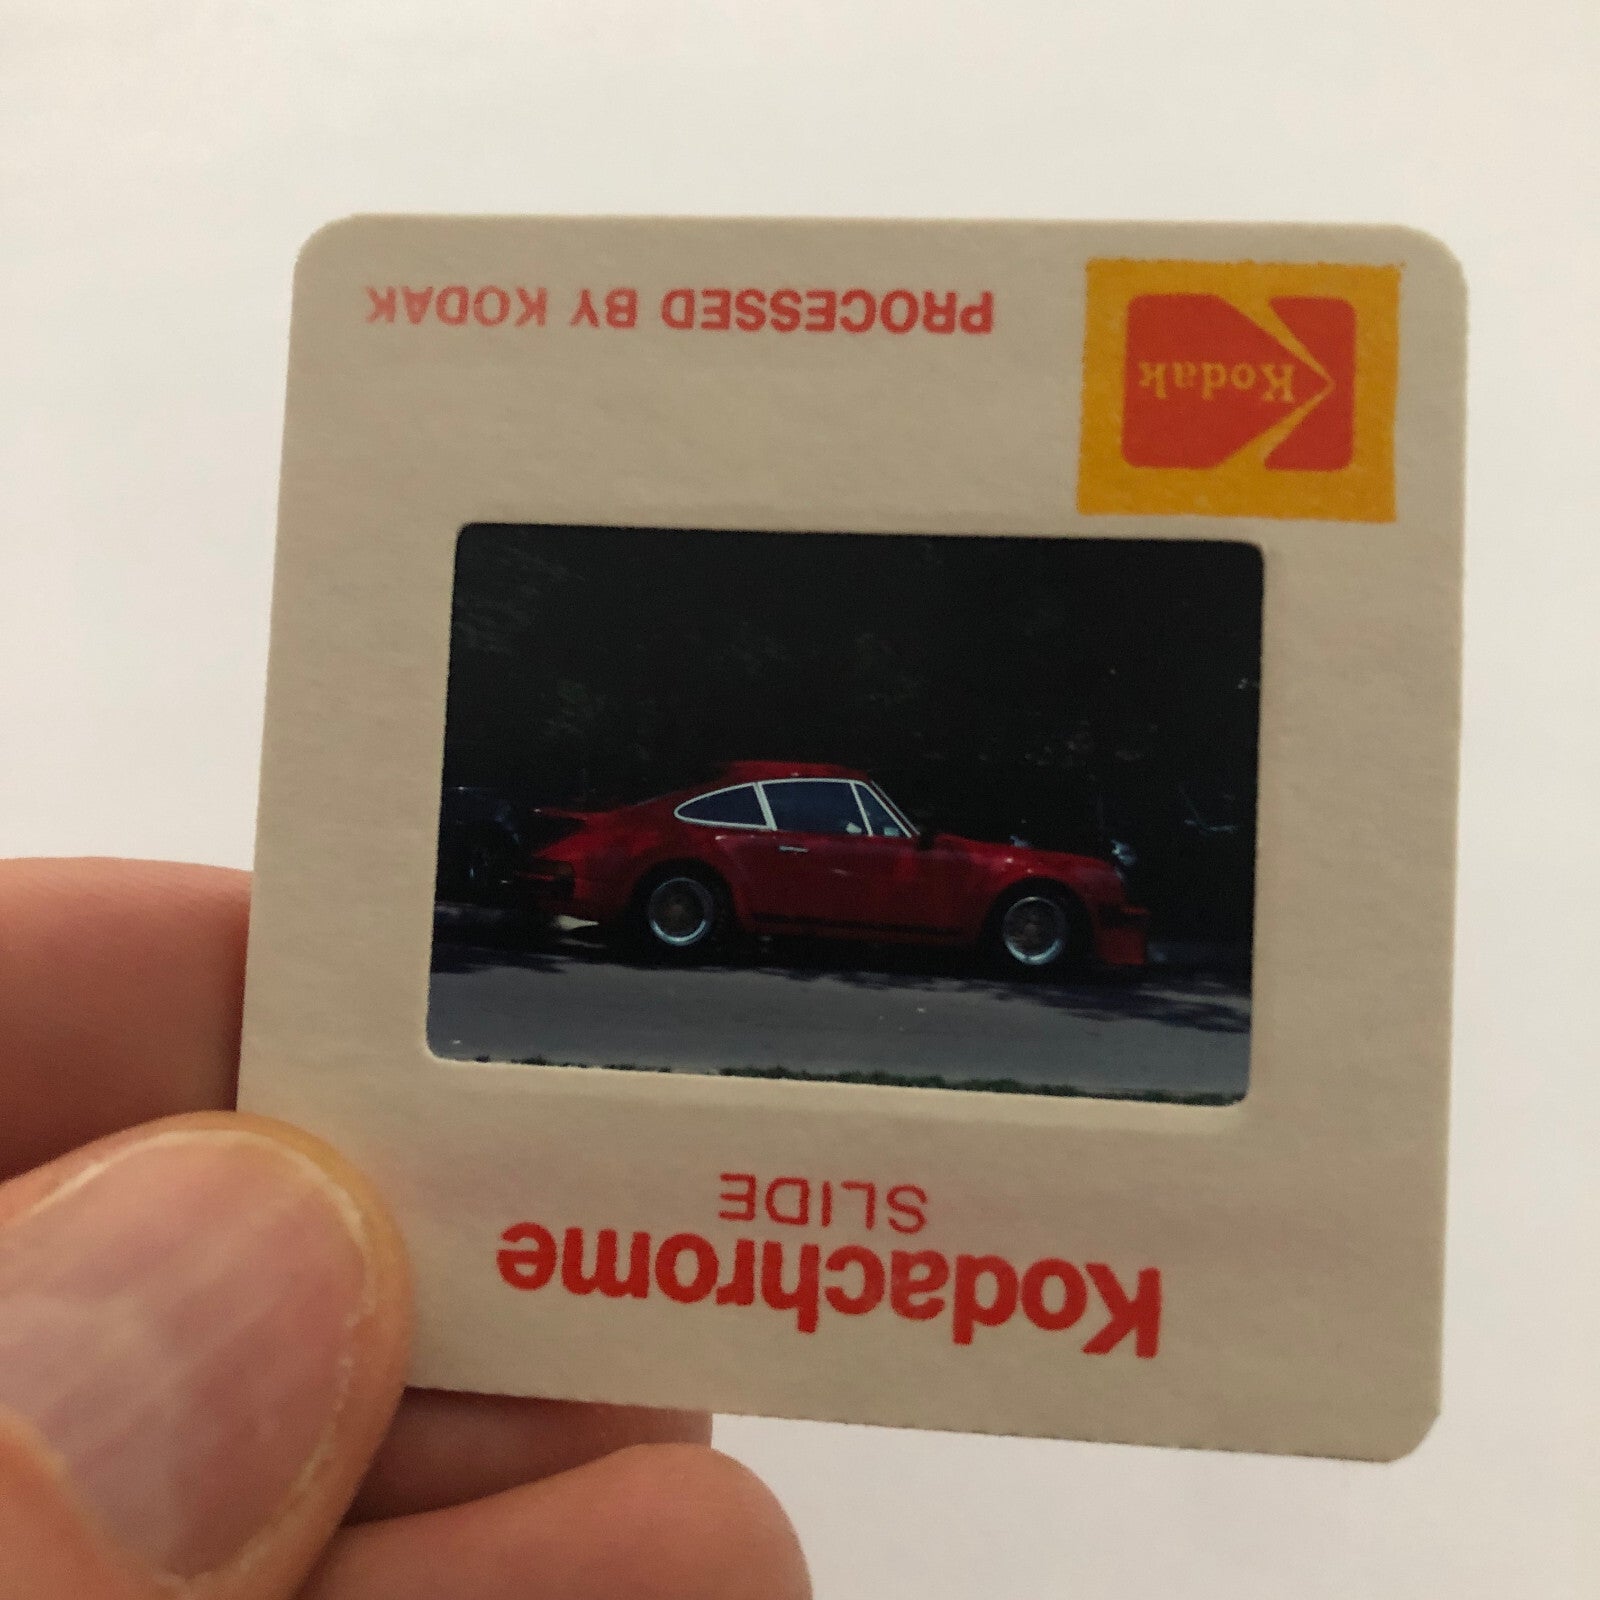 Kodachrome
SLIDE
Kodak
PROCESSED BY KODAK